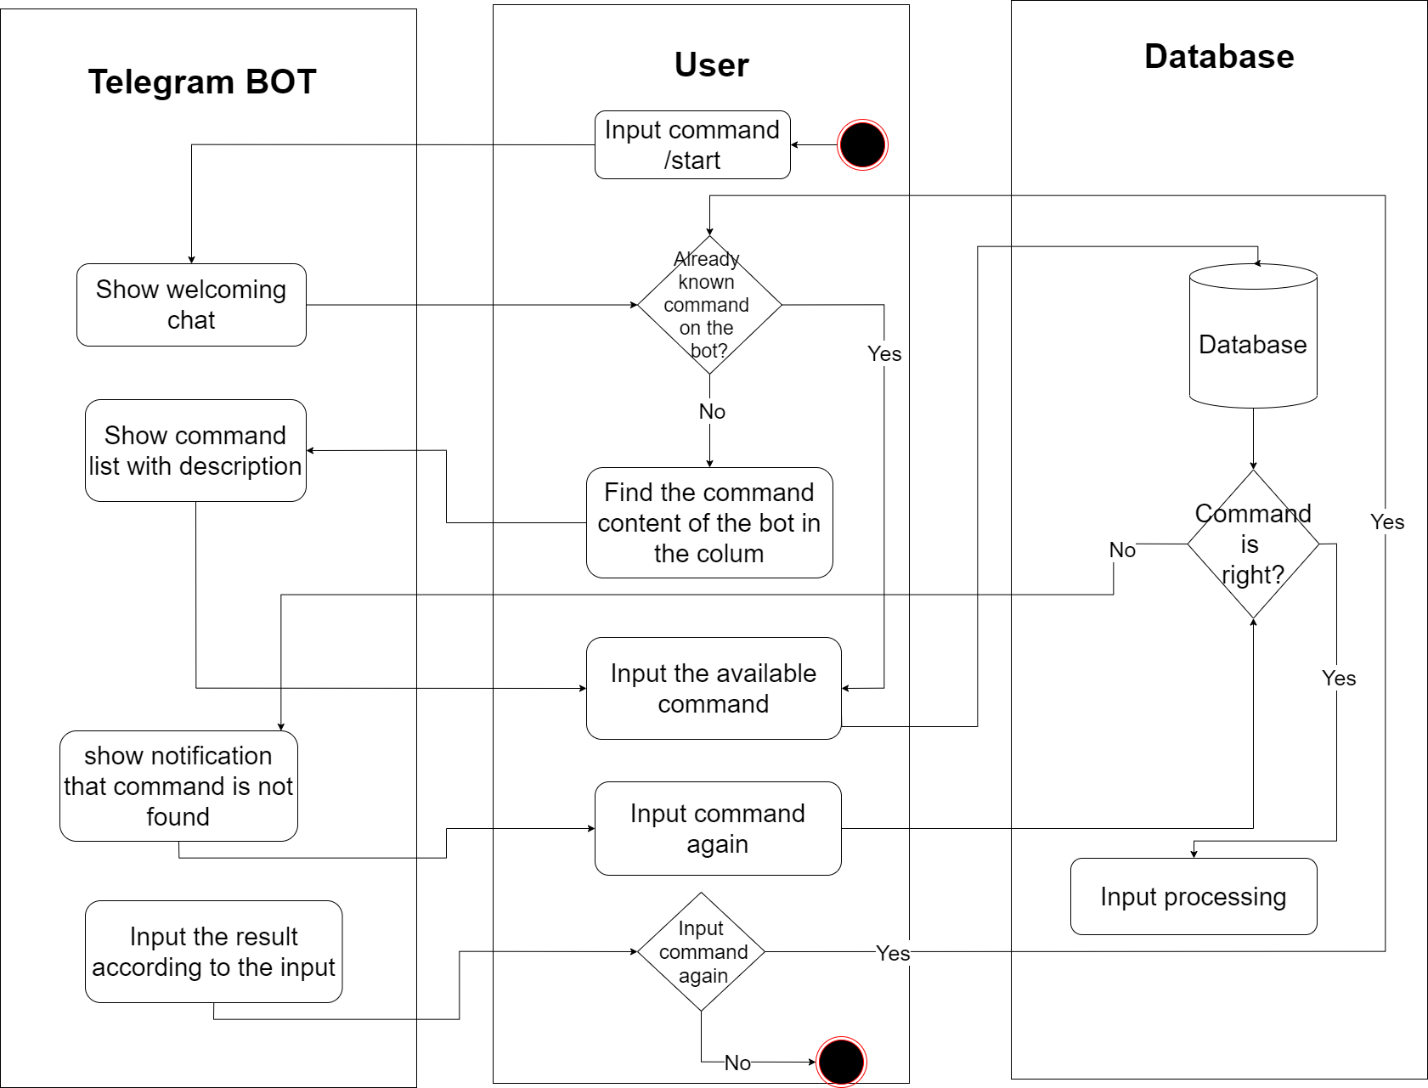 Telegram BOT
User
Database
Input command
/start
Show welcoming
chat
Already
known
command
on the
bot?
Yes
No
Database
Show command
list with description
Find the command
content of the bot in
the colum
Command
is
right?
No
Yes
Yes
Input the available
command
show notification
that command is not
found
Input command
again
Input processing
Input the result
according to the input
Input
command
again
Yes
No